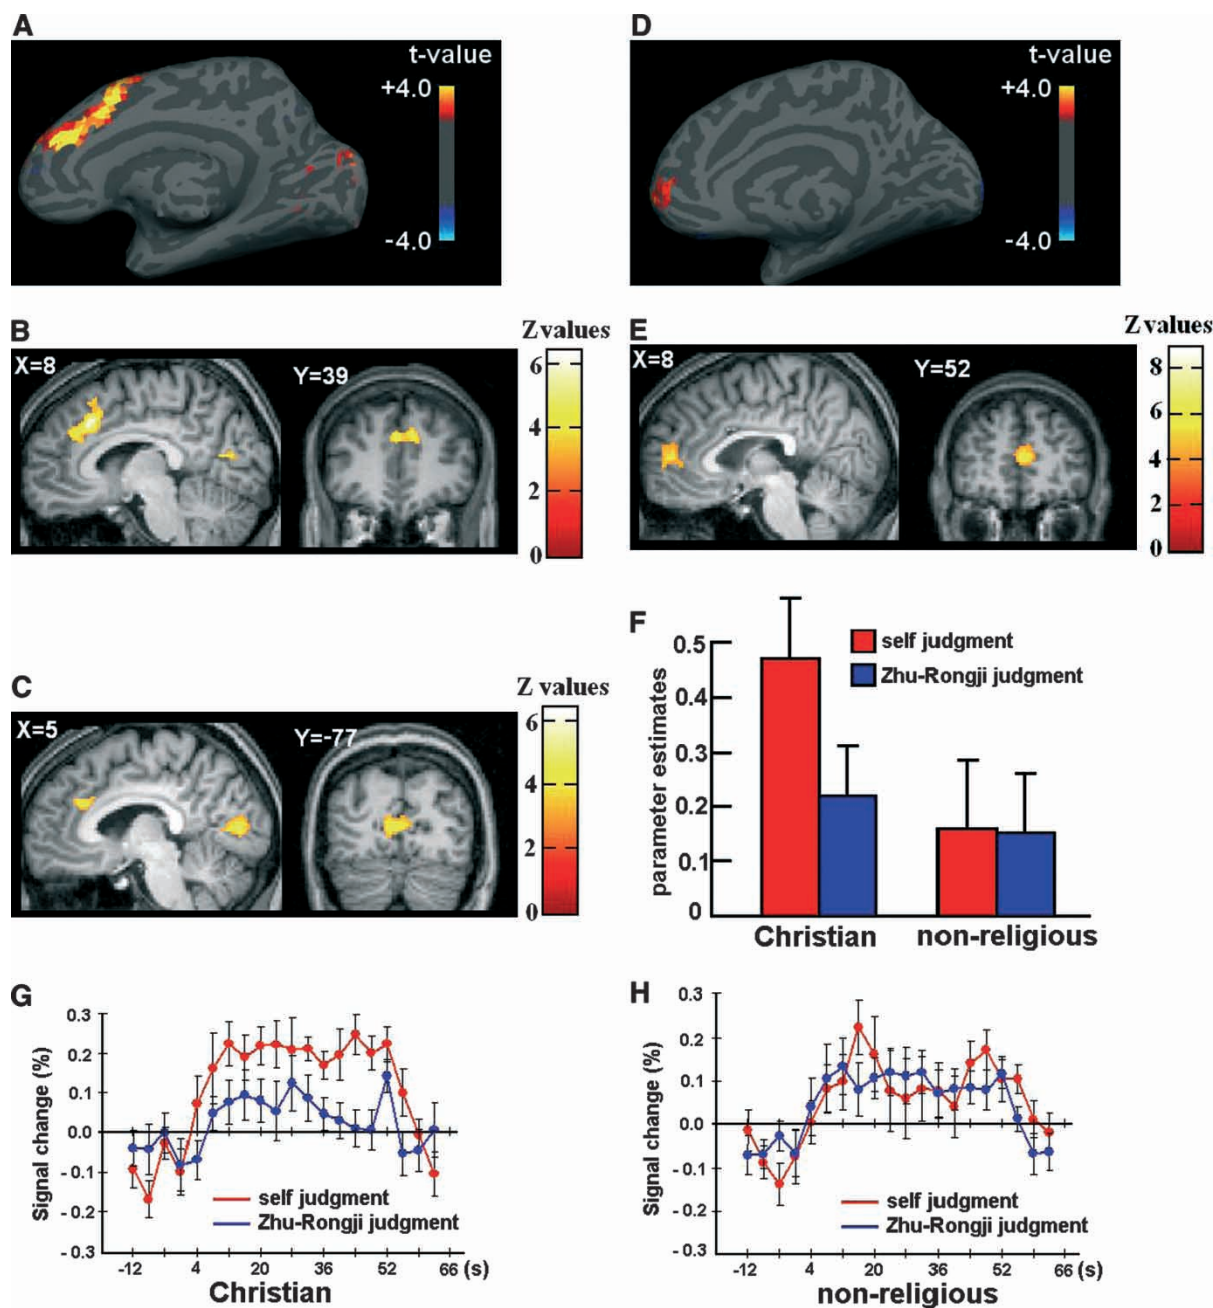 A
t-value
+4.0
-4.0
D
t-value
+4.0
-4.0
B
X=8
Y=39
Z values
6
4
2
0
E
X=8
Y=52
Z values
8
6
4
2
0
C
X=5
Y=-77
Z values
6
4
2
0
F
self judgment
Zhu-Rongji judgment
parameter estimates
0.5
0.4
0.3
0.2
0.1
0
Christian
non-religious
G
Signal change (%)
0.3
0.2
0.1
0.0
-0.1
-0.2
-0.3
self judgment
Zhu-Rongji judgment
-12 4 20 36 52 66 (s)
Christian
H
Signal change (%)
0.3
0.2
0.1
0.0
-0.1
-0.2
-0.3
self judgment
Zhu-Rongji judgment
-12 4 20 36 52 66 (s)
non-religious